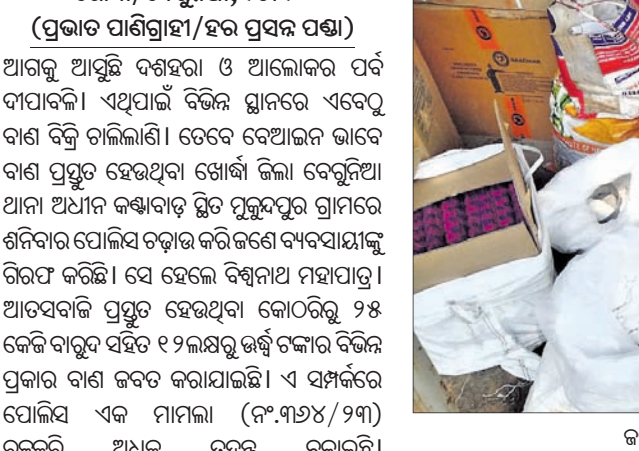 (ପ୍ରଭାତ ପାଣିଗ୍ରାହୀ/ହର ପ୍ରସନ୍ନ ପଣ୍ଡା)
ଆଗକୁ ଆସୁଛି ଦଶହରା ଓ ଆଲୋକର ପର୍ବ
ଦୀପାବଳି। ଏଥିପାଇଁ ବିଭିନ୍ନ ସ୍ଥାନରେ ଏବେଠୁ
ବାଣ ବିକ୍ରି ଚାଲିଲାଣି। ତେବେ ବେଆଇନ ଭାବେ
ବାଣ ପ୍ରସ୍ତୁତ ହେଉଥିବା ଖୋର୍ଦ୍ଧା ଜିଲା ବେଗୁନିଆ
ଥାନା ଅଧୀନ କଣ୍ଟାବାଡ଼ ସ୍ଥିତ ମୁକୁନ୍ଦପୁର ଗ୍ରାମରେ
ଶନିବାର ପୋଲିସ ଚଢ଼ାଉ କରି ଜଣେ ବ୍ୟବସାୟୀଙ୍କୁ
ଗିରଫ କରିଛି। ସେ ହେଲେ ବିଶ୍ୱନାଥ ମହାପାତ୍ର।
ଆତସବାଜି ପ୍ରସ୍ତୁତ ହେଉଥିବା କୋଠରିରୁ ୨୫
କେଜି ବାରୁଦ ସହିତ ୧୨ଲକ୍ଷରୁ ଊର୍ଦ୍ଧ୍ୱ ଟଙ୍କାର ବିଭିନ୍ନ
ପ୍ରକାର ବାଣ ଜବତ କରାଯାଇଛି। ଏ ସମ୍ପର୍କରେ
ପୋଲିସ ଏକ ମାମଲା (ନଂ.୩୬୪/୨୩)